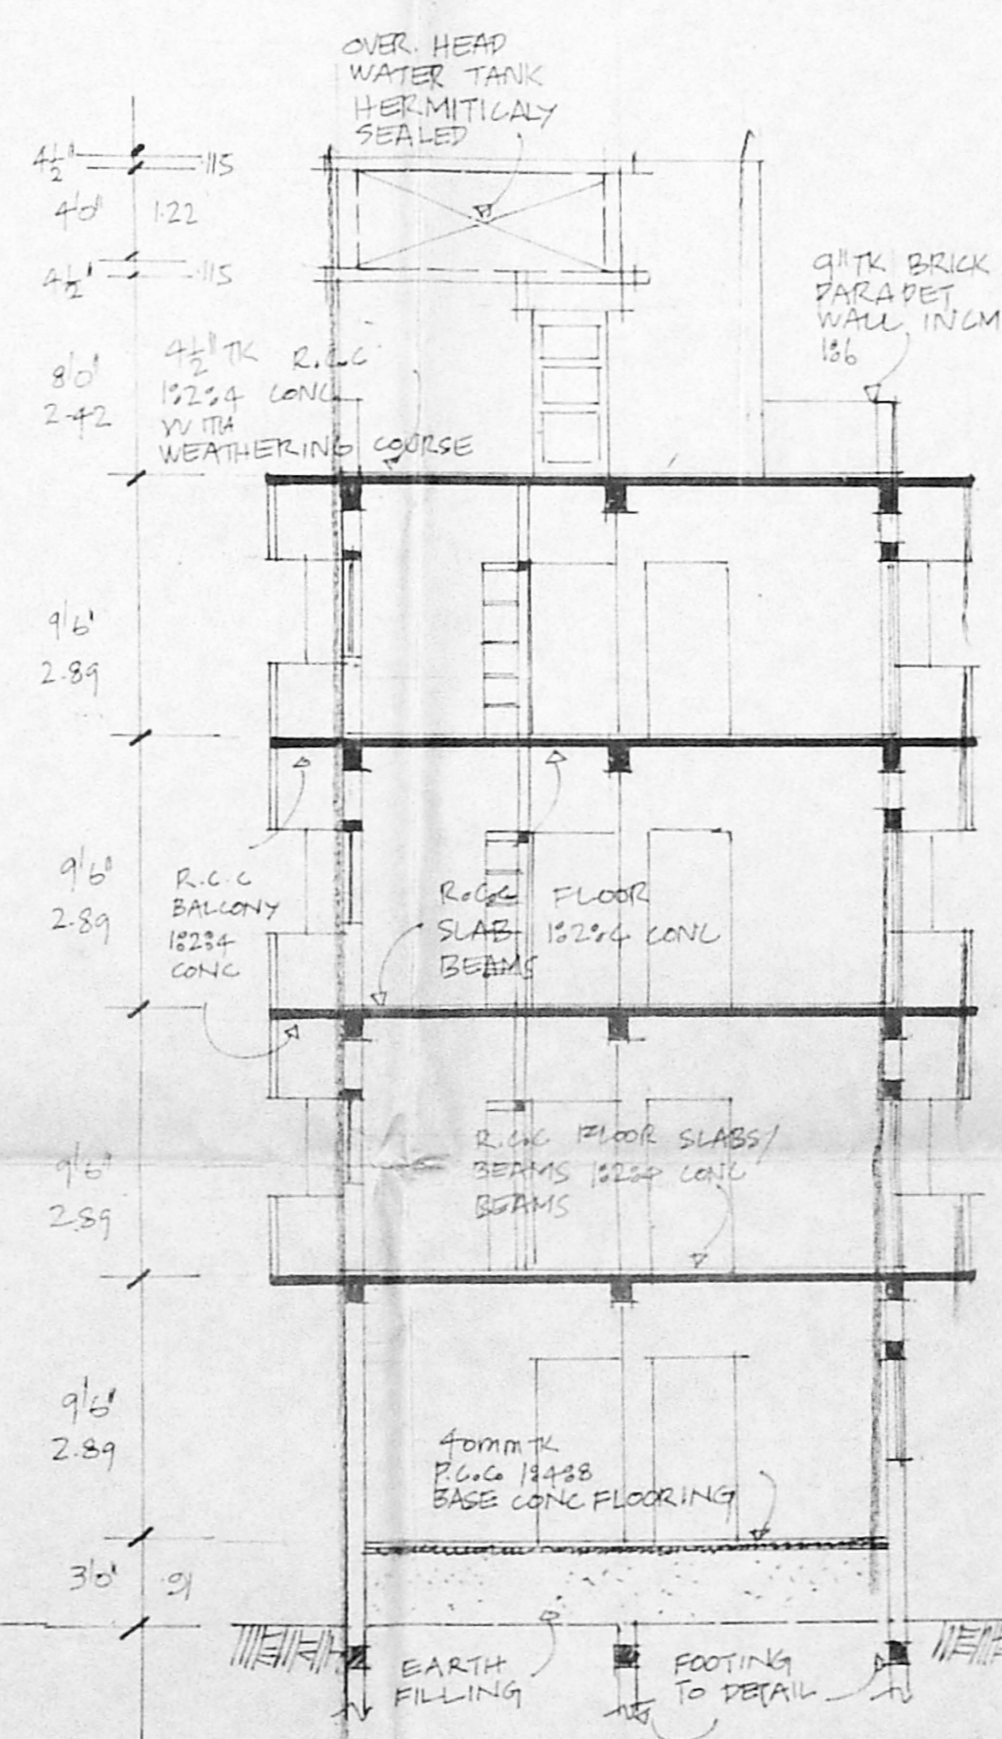 OVER. HEAD
WATER TANK
HERMITICALY
SEALED
4½" ·115
4'0" 1·22
4½" ·115
9" TK BRICK
PARAPET
WALL IN CM
1:6
8'0"
2·42
4½" TK R.C.C
1:2:4 CONC
WITH
WEATHERING COURSE
9'6"
2·89
9'6"
2·89
R.C.C
BALCONY
1:2:4
CONC
R.C.C FLOOR
SLAB 1:2:4 CONC
BEAMS
9'6"
2·89
R.C.C FLOOR SLABS/
BEAMS 1:2:4 CONC
BEAMS
9'6"
2·89
40mm TK
P.C.C. 1:4:8
BASE CONC FLOORING
3'0" ·91
EARTH
FILLING
FOOTING
TO DETAIL